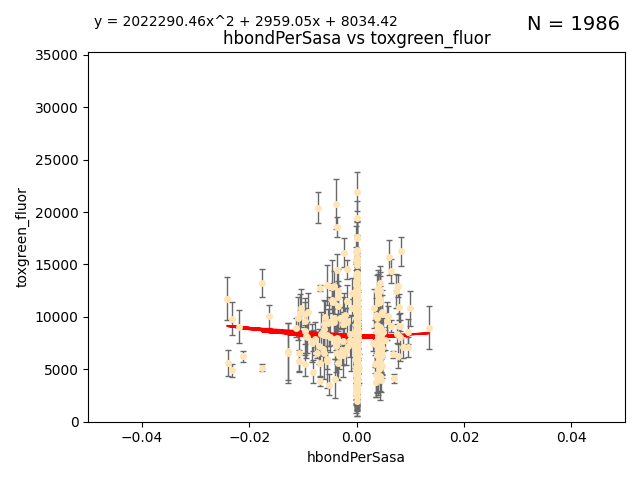 y = 2022290.46x^2 + 2959.05x + 8034.42
N = 1986
hbondPerSasa vs toxgreen_fluor
35000
30000
25000
20000
15000
10000
5000
0
toxgreen_fluor
−0.04
−0.02
0.00
0.02
0.04
hbondPerSasa